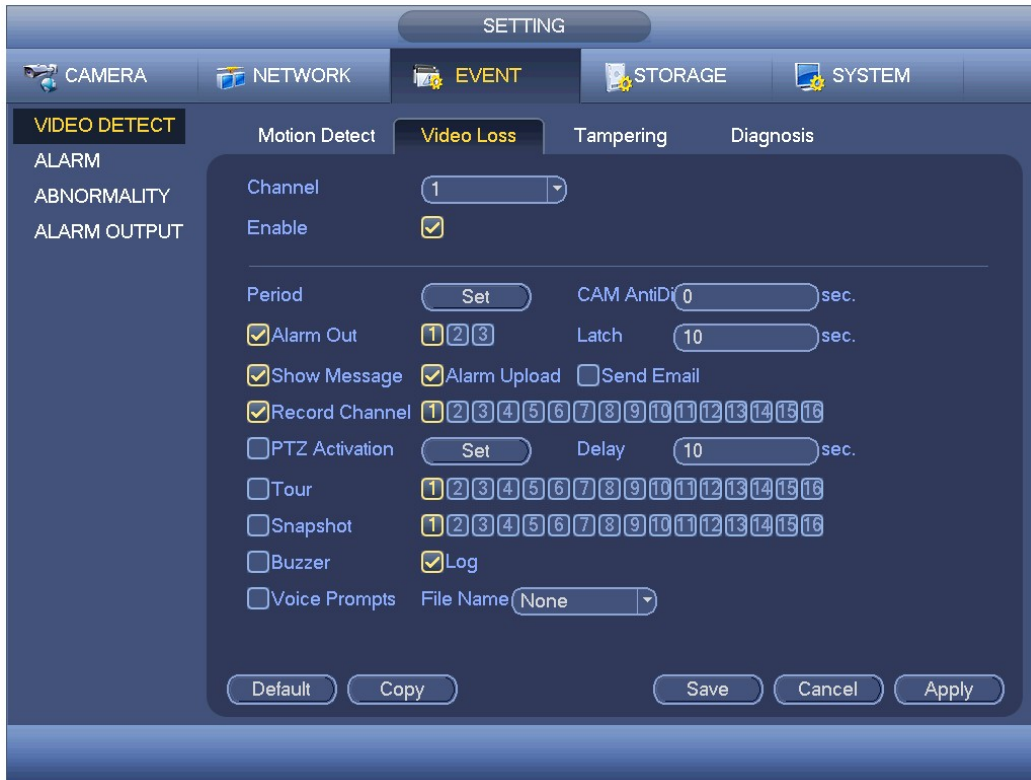 SETTING
CAMERA NETWORK EVENT STORAGE SYSTEM
VIDEO DETECT
ALARM
ABNORMALITY
ALARM OUTPUT
Motion Detect Video Loss Tampering Diagnosis
Channel 1
Enable
Period Set CAM AntiDi 0 sec.
Alarm Out 1 2 3 Latch 10 sec.
Show Message Alarm Upload Send Email
Record Channel 1 2 3 4 5 6 7 8 9 10 11 12 13 14 15 16
PTZ Activation Set Delay 10 sec.
Tour 1 2 3 4 5 6 7 8 9 10 11 12 13 14 15 16
Snapshot 1 2 3 4 5 6 7 8 9 10 11 12 13 14 15 16
Buzzer Log
Voice Prompts File Name None
Default Copy Save Cancel Apply